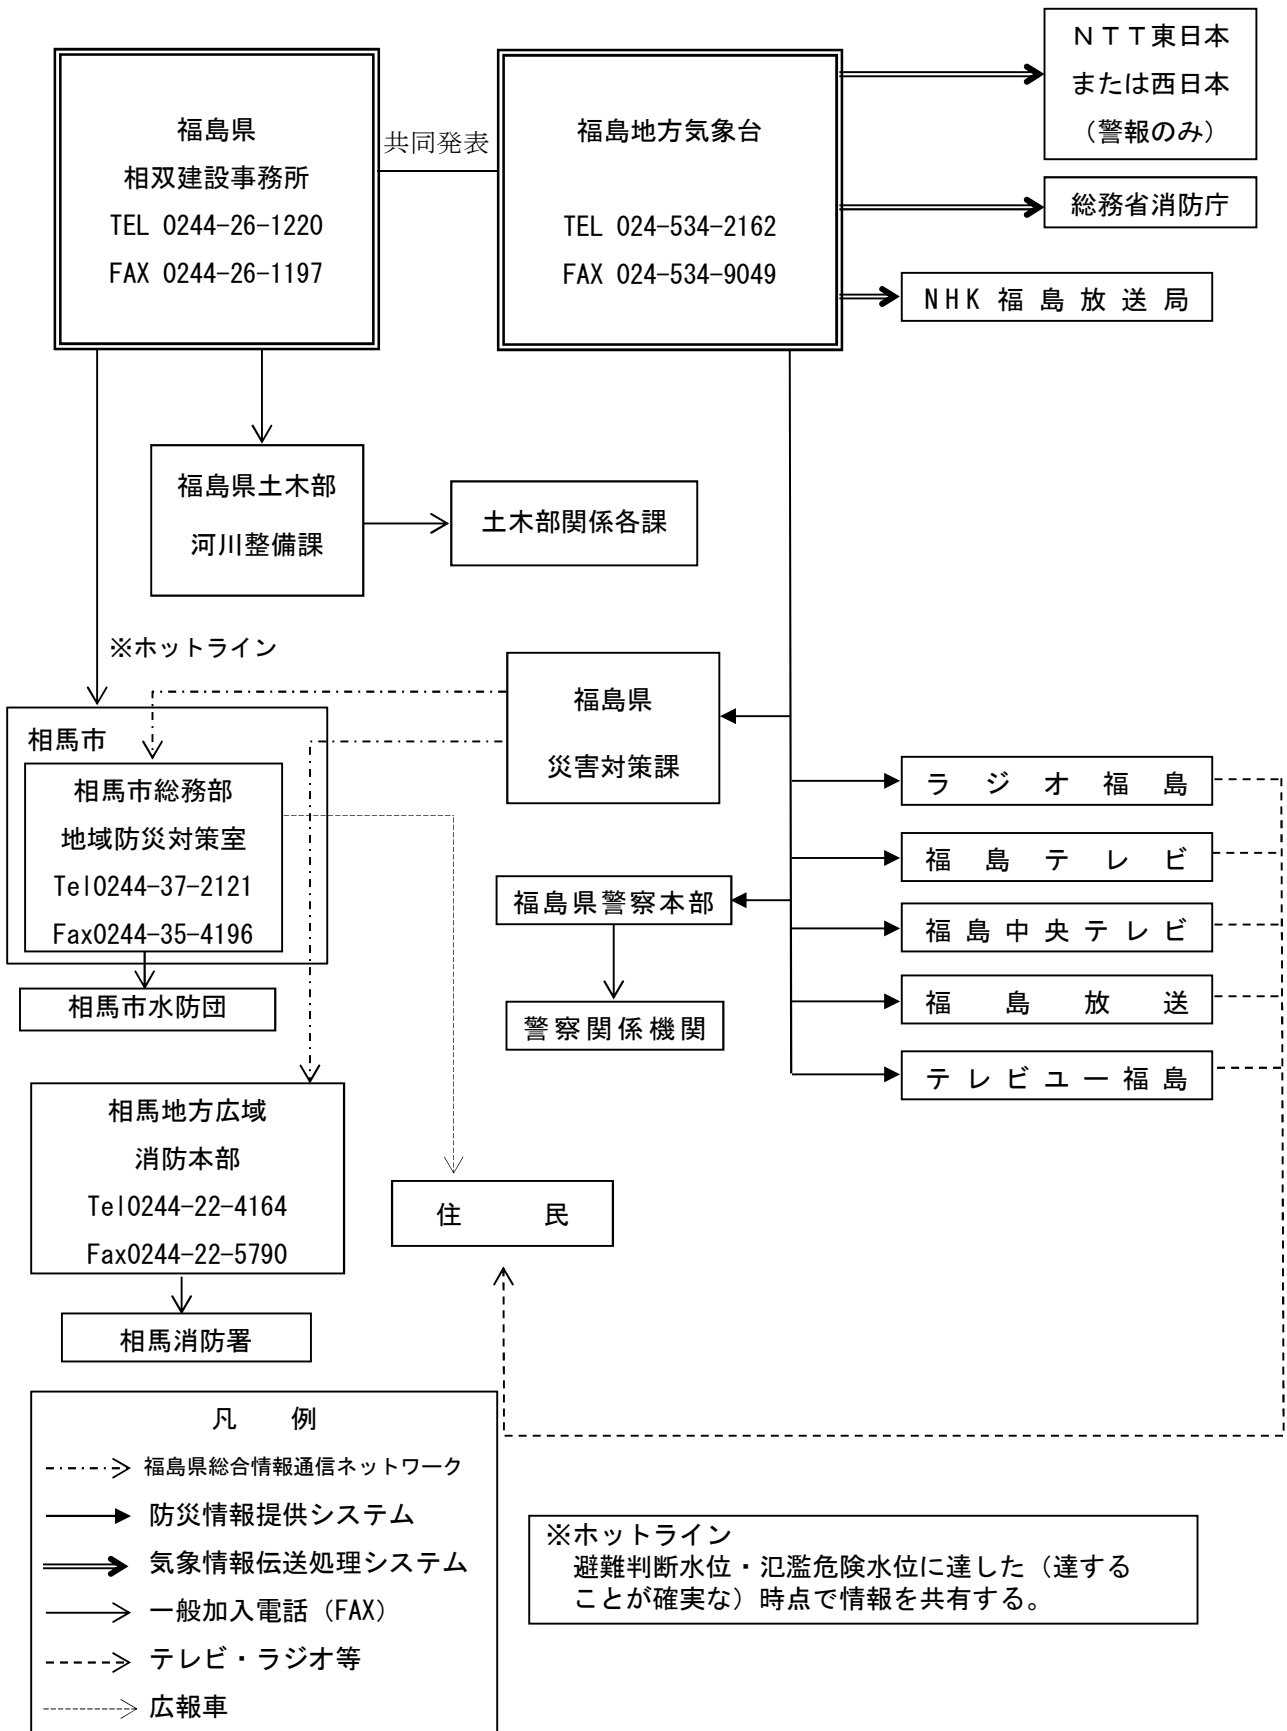 ＮＴＴ東日本
または西日本
（警報のみ）
福島県
相双建設事務所
TEL 0244-26-1220
FAX 0244-26-1197
共同発表
福島地方気象台
TEL 024-534-2162
FAX 024-534-9049
総務省消防庁
NHK福島放送局
福島県土木部
河川整備課
土木部関係各課
※ホットライン
福島県
災害対策課
相馬市
相馬市総務部
地域防災対策室
Tel0244-37-2121
Fax0244-35-4196
相馬市水防団
ラジオ福島
福島テレビ
福島中央テレビ
福島放送
テレビユー福島
福島県警察本部
警察関係機関
相馬地方広域
消防本部
Tel0244-22-4164
Fax0244-22-5790
相馬消防署
住民
凡例
福島県総合情報通信ネットワーク
防災情報提供システム
気象情報伝送処理システム
一般加入電話（FAX）
テレビ・ラジオ等
広報車
※ホットライン
避難判断水位・氾濫危険水位に達した（達する
ことが確実な）時点で情報を共有する。